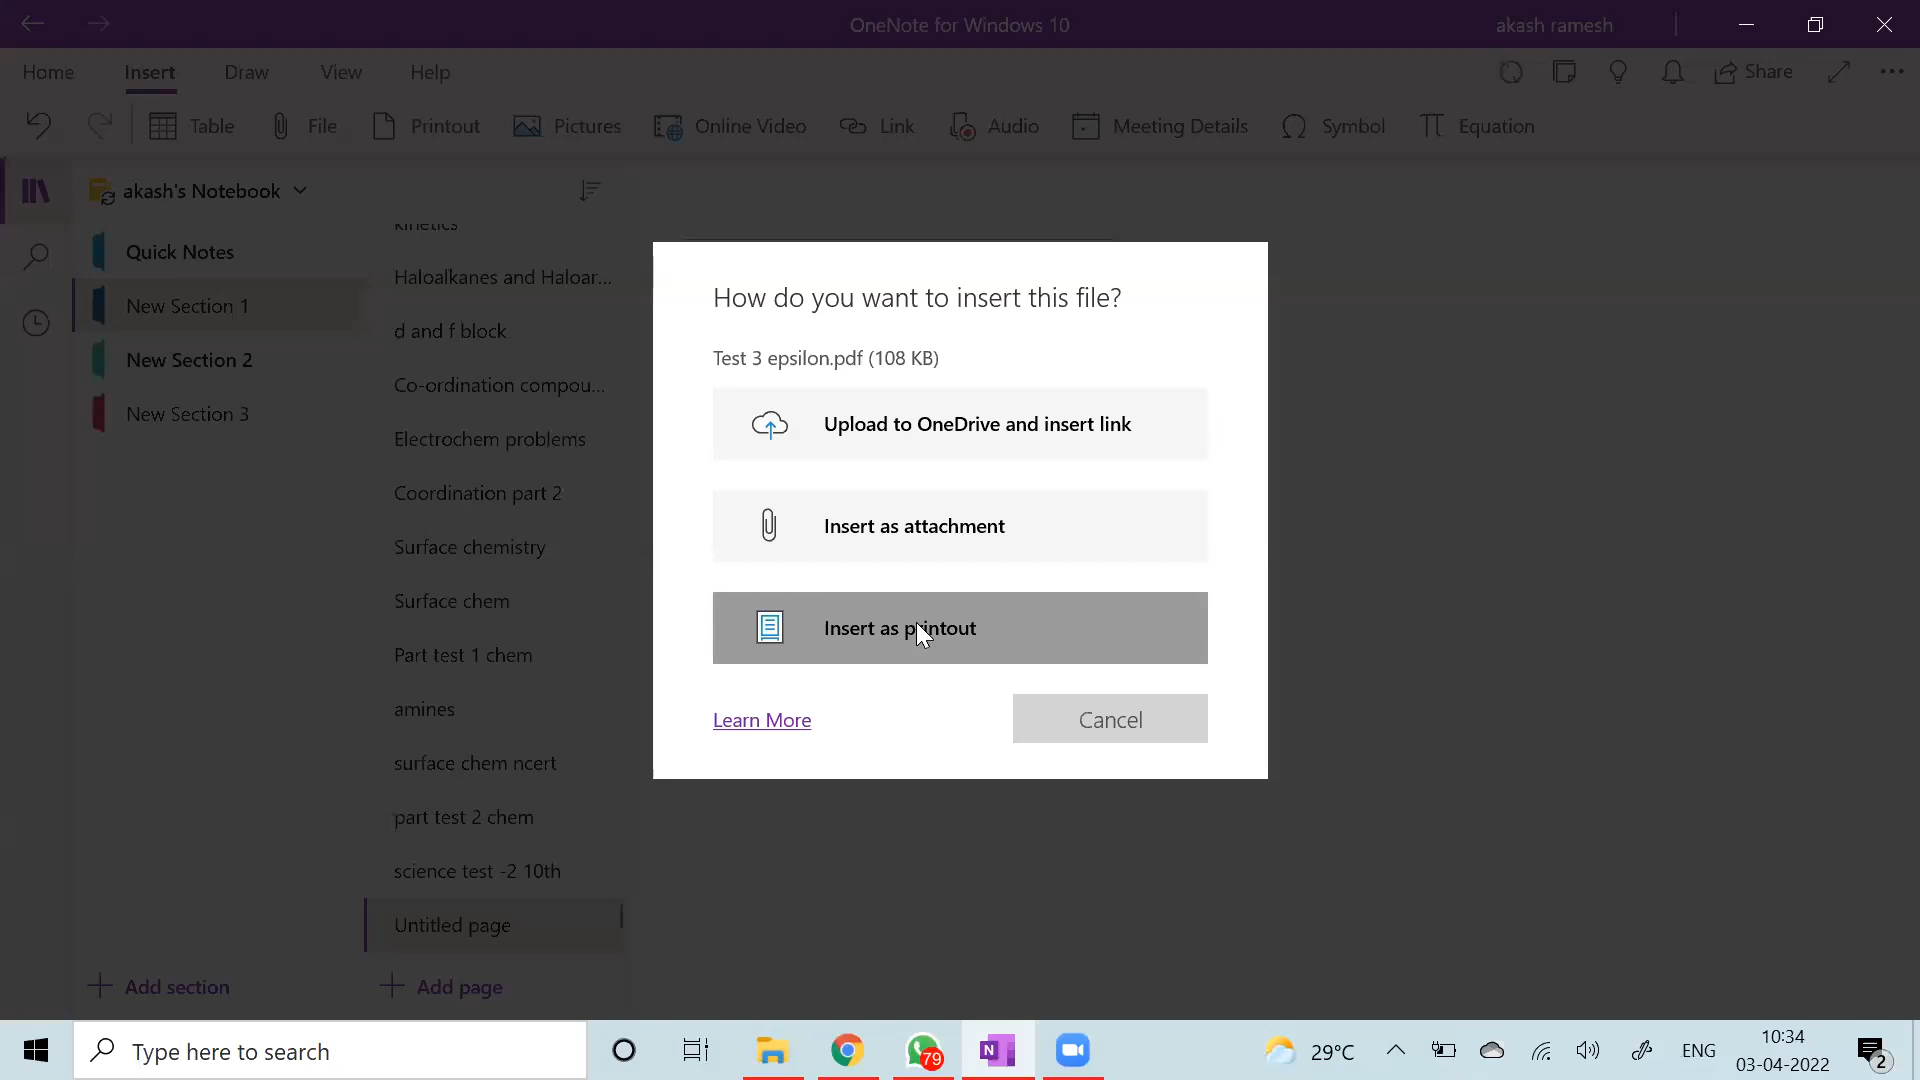 OneNote for Windows 10
akash ramesh
Home Insert Draw View Help
Share
Table File Printout Pictures Online Video Link Audio Meeting Details Symbol Equation
akash's Notebook
Quick Notes
New Section 1
New Section 2
New Section 3
Add section
kinetics
Haloalkanes and Haloar...
d and f block
Co-ordination compou...
Electrochem problems
Coordination part 2
Surface chemistry
Surface chem
Part test 1 chem
amines
surface chem ncert
part test 2 chem
science test -2 10th
Untitled page
Add page
How do you want to insert this file?
Test 3 epsilon.pdf (108 KB)
Upload to OneDrive and insert link
Insert as attachment
Insert as printout
Learn More
Cancel
Type here to search
79
N
29°C
ENG
10:34
03-04-2022
2